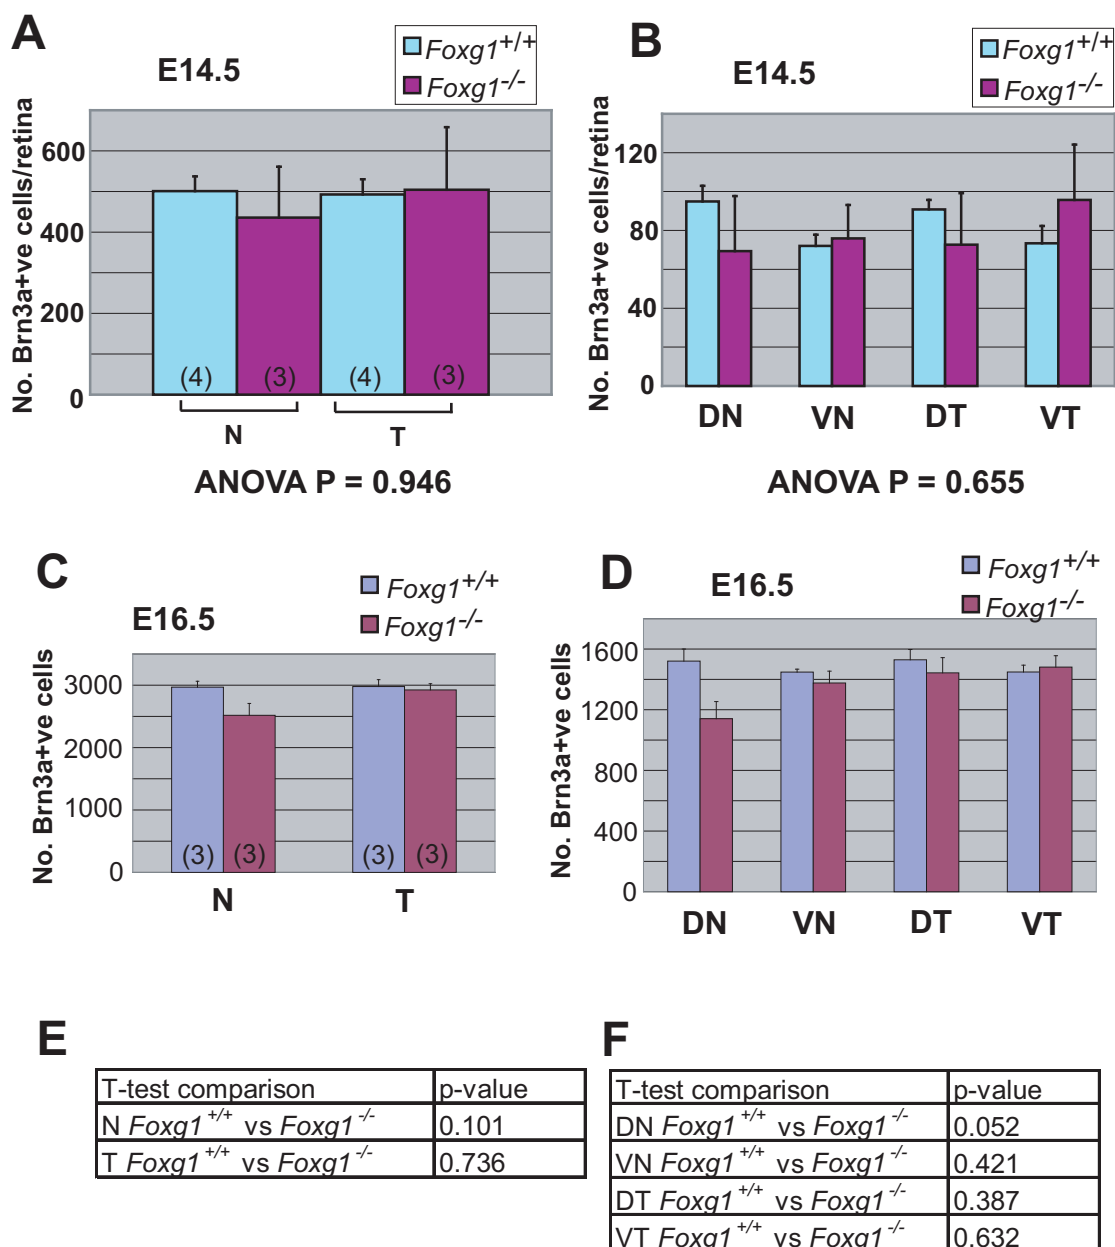 A
E14.5
Foxg1+/+
Foxg1-/-
No. Brn3a+ve cells/retina
600
400
200
0
(4)
(3)
(4)
(3)
N
T
ANOVA P = 0.946
B
E14.5
Foxg1+/+
Foxg1-/-
No. Brn3a+ve cells/retina
120
80
40
0
DN
VN
DT
VT
ANOVA P = 0.655
C
E16.5
Foxg1+/+
Foxg1-/-
No. Brn3a+ve cells
3000
2000
1000
0
(3)
(3)
(3)
(3)
N
T
D
E16.5
Foxg1+/+
Foxg1-/-
No. Brn3a+ve cells
1600
1200
800
400
0
DN
VN
DT
VT
E
T-test comparison p-value
N Foxg1 +/+ vs Foxg1 -/- 0.101
T Foxg1 +/+ vs Foxg1 -/- 0.736
F
T-test comparison p-value
DN Foxg1 +/+ vs Foxg1 -/- 0.052
VN Foxg1 +/+ vs Foxg1 -/- 0.421
DT Foxg1 +/+ vs Foxg1 -/- 0.387
VT Foxg1 +/+ vs Foxg1 -/- 0.632